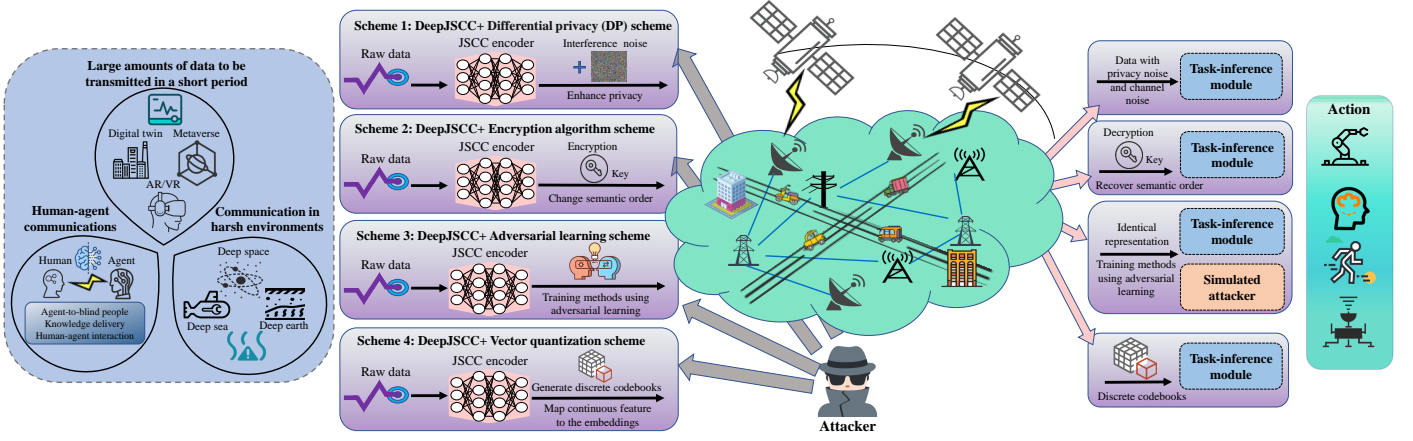 Large amounts of data to be
transmitted in a short period
Digital twin
Metaverse
AR/VR
Human-agent
communications
Human
Agent
Agent-to-blind people
Knowledge delivery
Human-agent interaction
Communication in
harsh environments
Deep space
Deep sea
Deep earth
Scheme 1: DeepJSCC+ Differential privacy (DP) scheme
Raw data
JSCC encoder
Interference noise
+
Enhance privacy
Scheme 2: DeepJSCC+ Encryption algorithm scheme
Raw data
JSCC encoder
Encryption
Key
Change semantic order
Scheme 3: DeepJSCC+ Adversarial learning scheme
Raw data
JSCC encoder
Training methods using
adversarial learning
Scheme 4: DeepJSCC+ Vector quantization scheme
Raw data
JSCC encoder
Generate discrete codebooks
Map continuous feature
to the embeddings
Attacker
Data with
privacy noise
and channel
noise
Task-inference
module
Decryption
Key
Recover semantic order
Task-inference
module
Identical
representation
Training methods
using adversarial
learning
Task-inference
module
Simulated
attacker
Discrete codebooks
Task-inference
module
Action